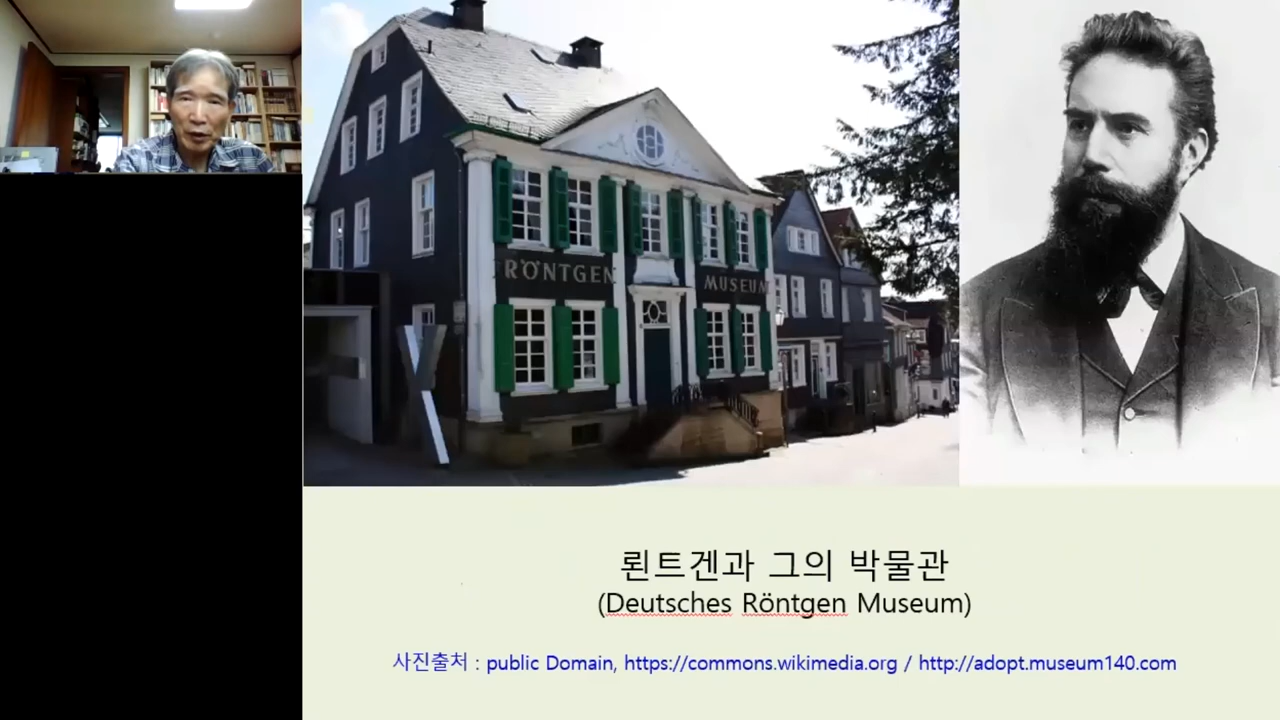 RÖNTGEN MUSEUM
뢴트겐과 그의 박물관
(Deutsches Röntgen Museum)
사진출처 : public Domain, https://commons.wikimedia.org / http://adopt.museum140.com